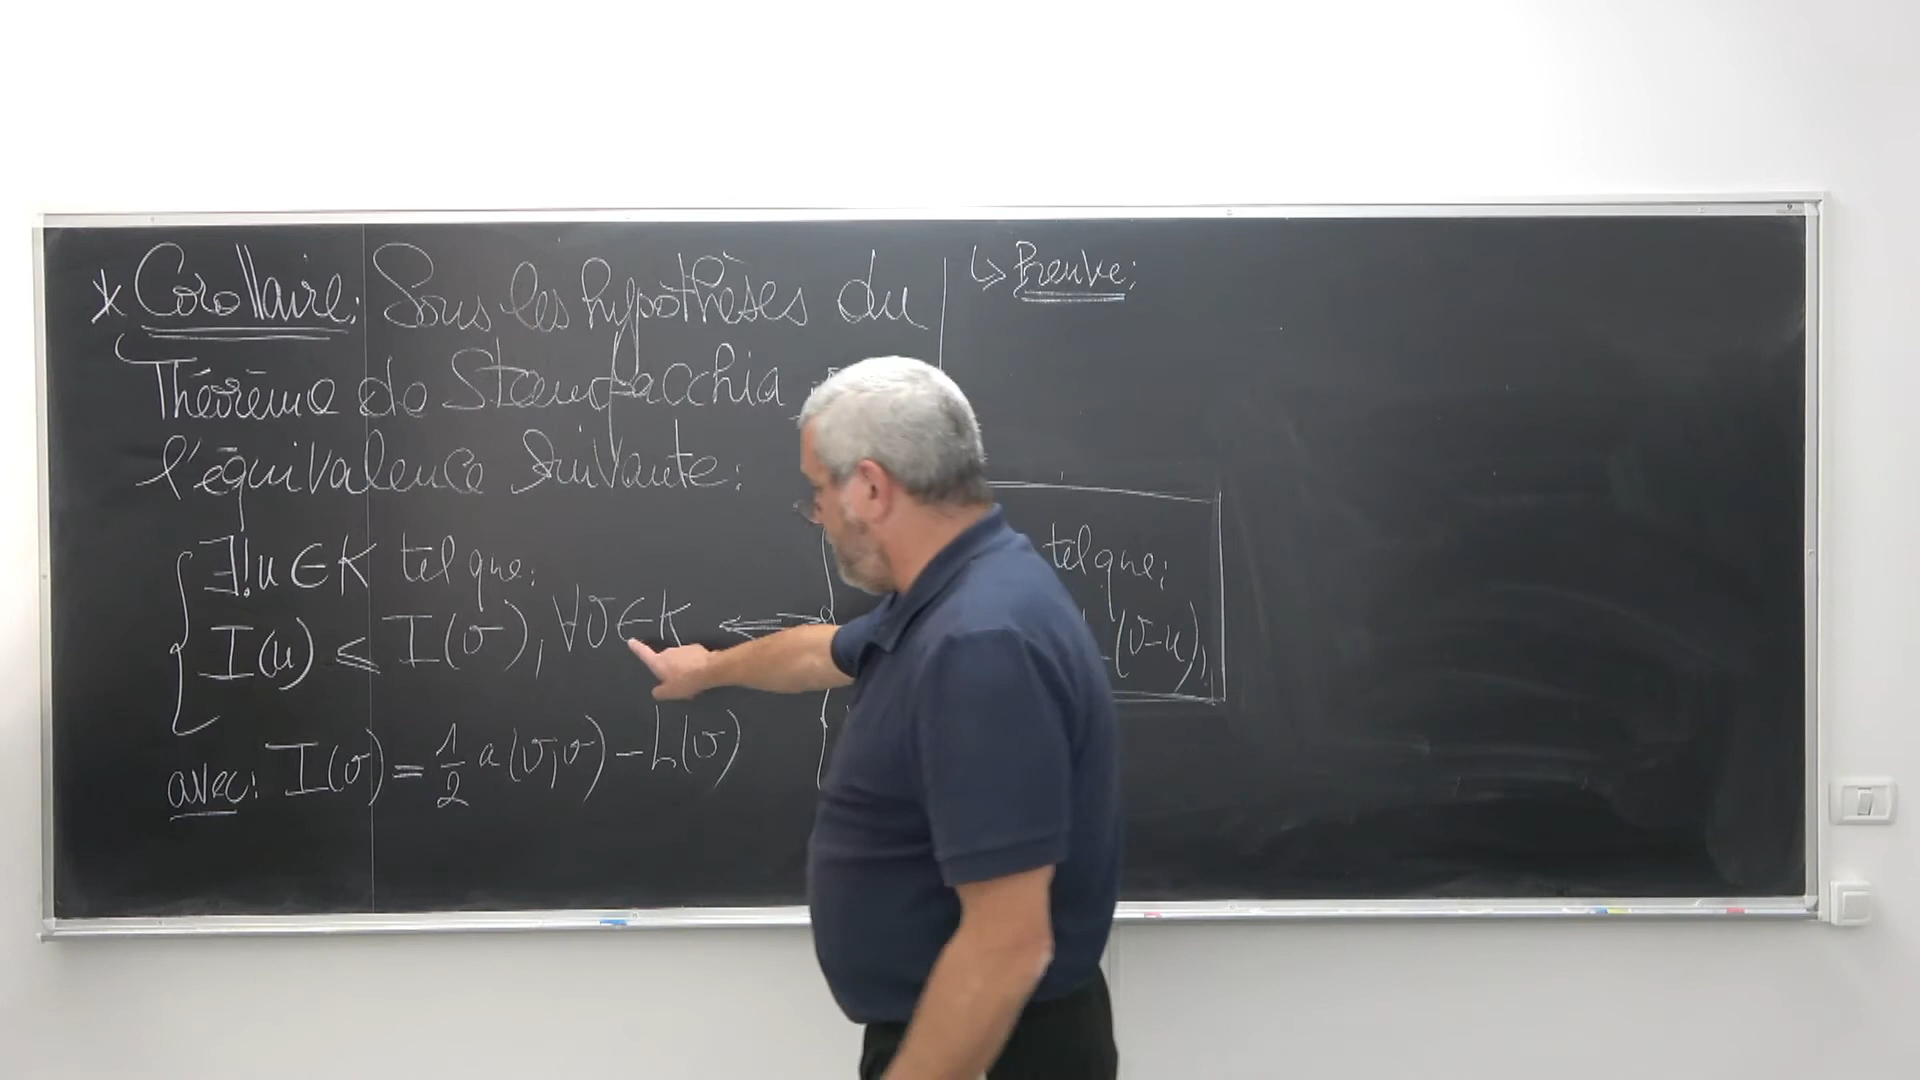 * Corollaire: Sous les hypothèses du
Théorème de Stampacchia,
l'équivalence suivante:
∃!u ∈ K tel que:
I(u) ≤ I(v), ∀v ∈ K ⟺
avec: I(v) = 1/2 a(v,v) - L(v)
↳ Preuve:
tel que:
(v-u),